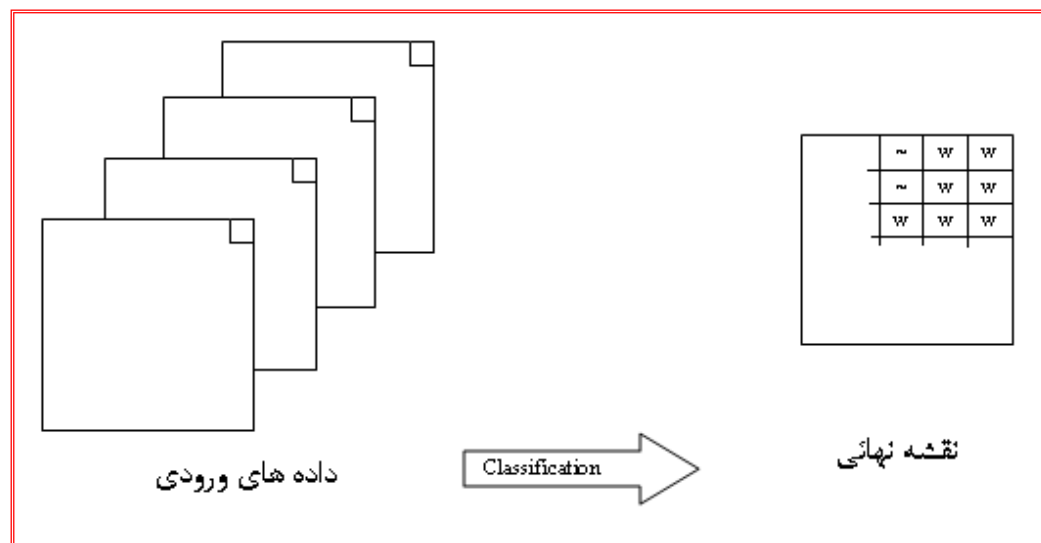 ~ w w
~ w w
w w w
نقشه نهائی
Classification
داده های ورودی